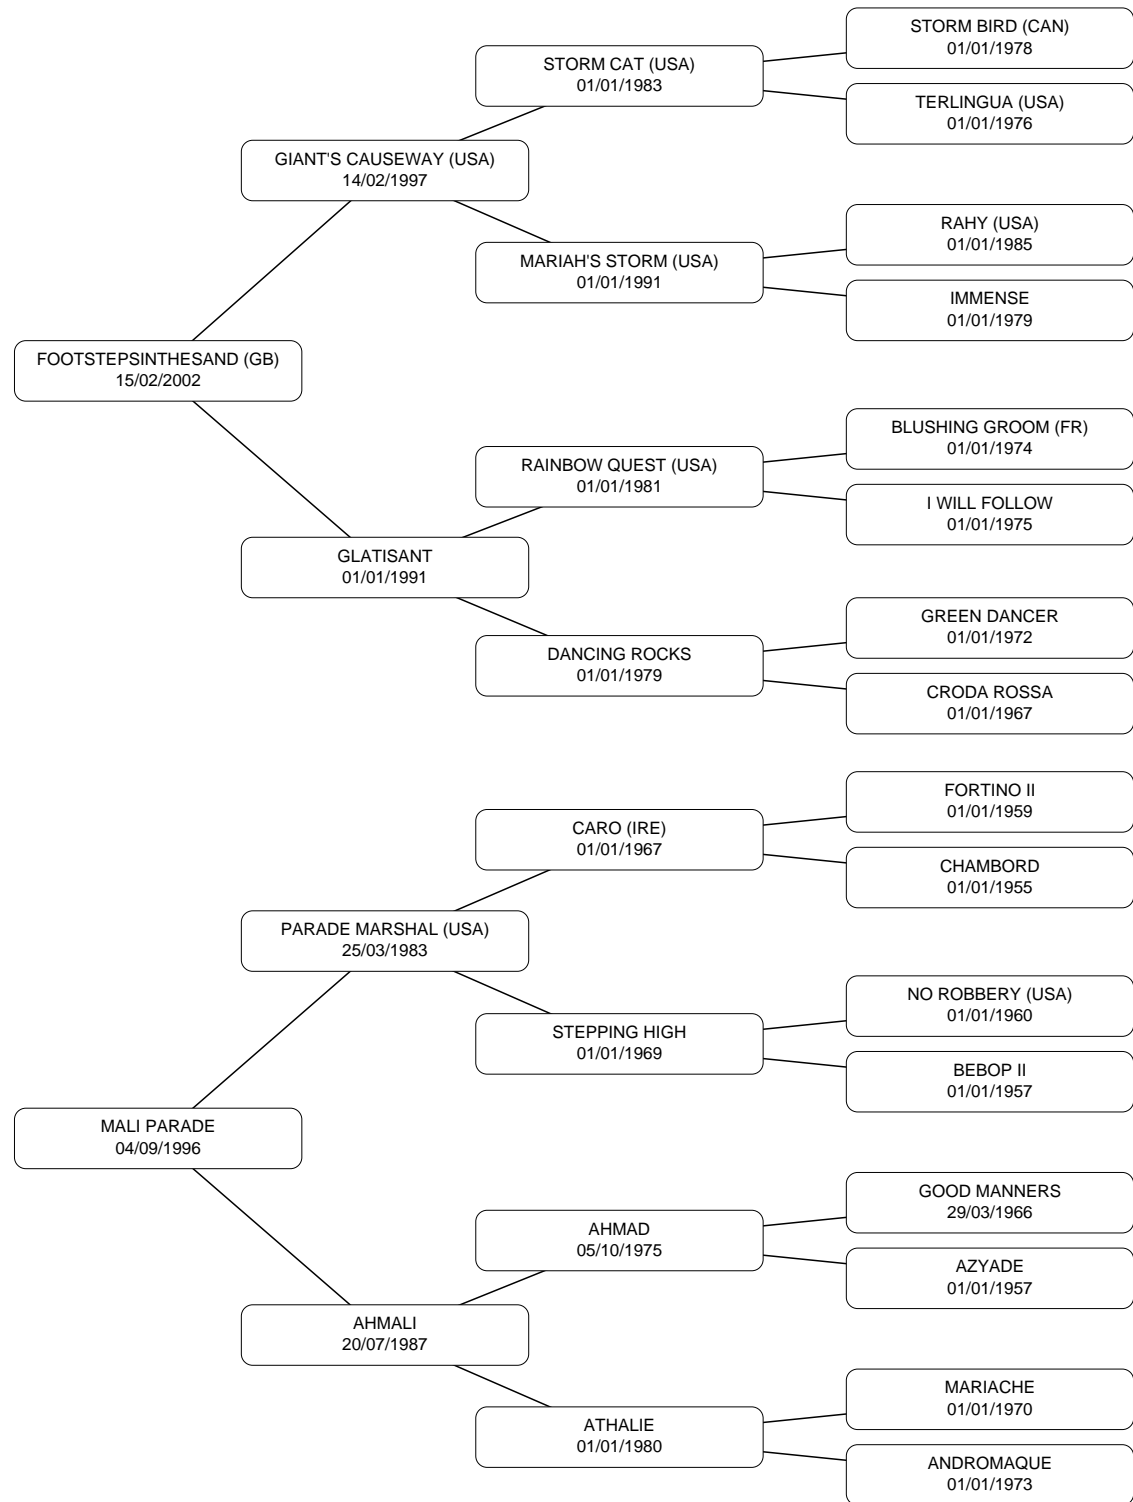 STORM BIRD (CAN)
01/01/1978
STORM CAT (USA)
01/01/1983
TERLINGUA (USA)
01/01/1976
GIANT'S CAUSEWAY (USA)
14/02/1997
RAHY (USA)
01/01/1985
MARIAH'S STORM (USA)
01/01/1991
IMMENSE
01/01/1979
FOOTSTEPSINTHESAND (GB)
15/02/2002
BLUSHING GROOM (FR)
01/01/1974
RAINBOW QUEST (USA)
01/01/1981
I WILL FOLLOW
01/01/1975
GLATISANT
01/01/1991
GREEN DANCER
01/01/1972
DANCING ROCKS
01/01/1979
CRODA ROSSA
01/01/1967
FORTINO II
01/01/1959
CARO (IRE)
01/01/1967
CHAMBORD
01/01/1955
PARADE MARSHAL (USA)
25/03/1983
NO ROBBERY (USA)
01/01/1960
STEPPING HIGH
01/01/1969
BEBOP II
01/01/1957
MALI PARADE
04/09/1996
GOOD MANNERS
29/03/1966
AHMAD
05/10/1975
AZYADE
01/01/1957
AHMALI
20/07/1987
MARIACHE
01/01/1970
ATHALIE
01/01/1980
ANDROMAQUE
01/01/1973